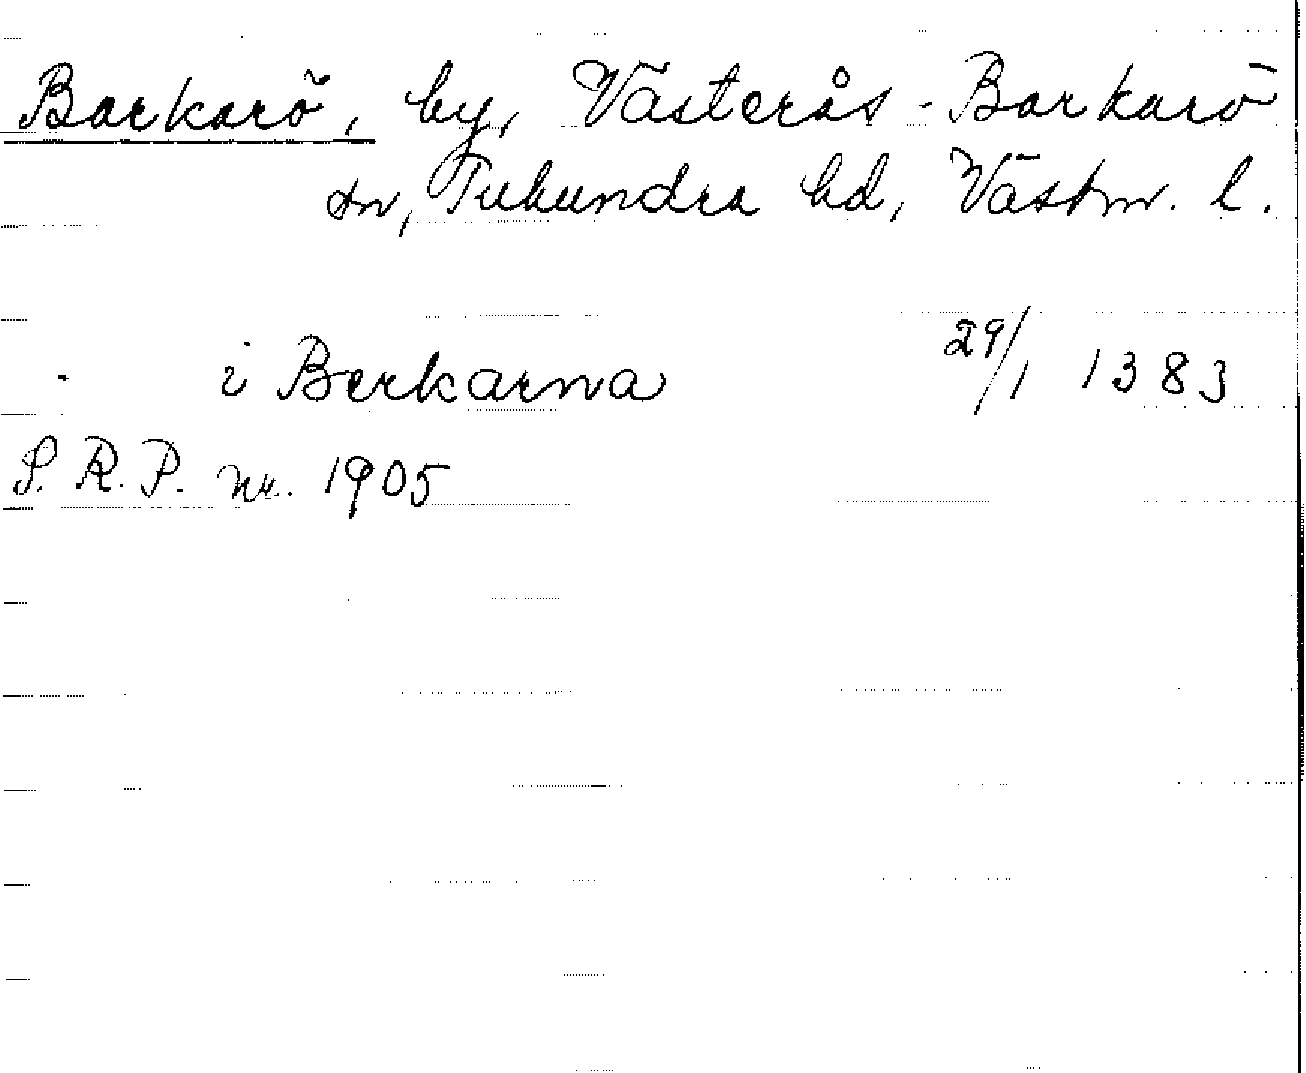 Barkarö, by, Västerås-Barkarö
sn, Tuhundra hd, Västm. l.
i Berkarna 29/1 1383
S.R.P. nr. 1905